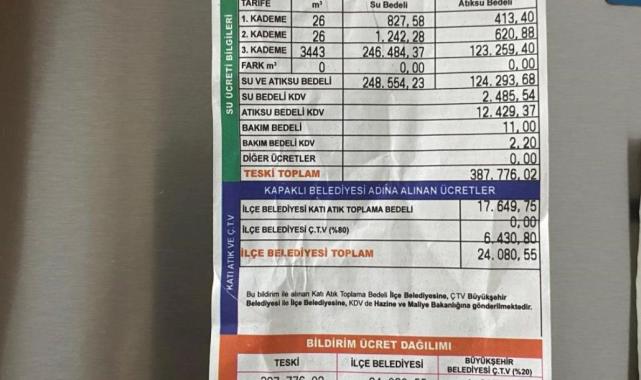 TARİFE m³ Su Bedeli Atıksu Bedeli
1. KADEME 26 827,58 413,40
2. KADEME 26 1.242,28 620,88
3. KADEME 3443 246.484,37 123.259,40
FARK m³ 0 0,00 0,00
SU VE ATIKSU BEDELİ 248.554,23 124.293,68
SU BEDELİ KDV 2.485,54
ATIKSU BEDELİ KDV 12.429,37
BAKIM BEDELİ 11,00
BAKIM BEDELİ KDV 2,20
DİĞER ÜCRETLER 0,00
TESKİ TOPLAM 387.776,02
SU ÜCRETİ BİLGİLERİ
KAPAKLI BELEDİYESİ ADINA ALINAN ÜCRETLER
İLÇE BELEDİYESİ KATI ATIK TOPLAMA BEDELİ 17.649,75
0,00
İLÇE BELEDİYESİ Ç.T.V (%80) 6.430,80
İLÇE BELEDİYESİ TOPLAM 24.080,55
KATI ATIK VE Ç.T.V
Bu bildirim ile alınan Katı Atık Toplama Bedeli İlçe Belediyesine, ÇTV Büyükşehir
Belediyesi ile İlçe Belediyesine, KDV de Hazine ve Maliye Bakanlığına gönderilmektedir.
BİLDİRİM ÜCRET DAĞILIMI
TESKİ İLÇE BELEDİYESİ BÜYÜKŞEHİR
BELEDİYESİ Ç.T.V (%20)